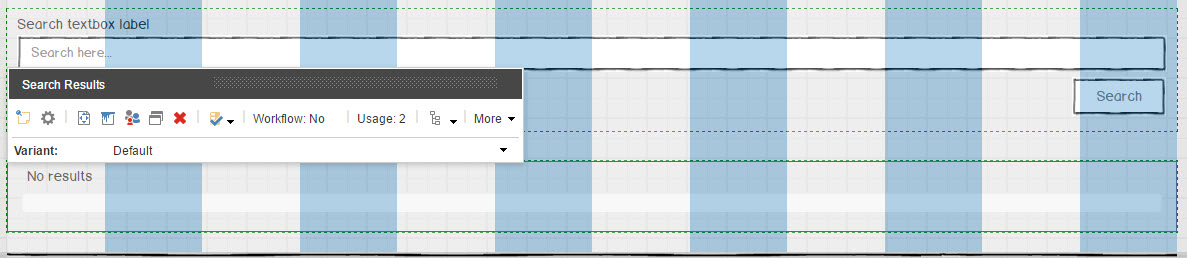 Search textbox label
Search here...
Search Results
Search
Workflow: No
Usage: 2
More
Variant:
Default
No results